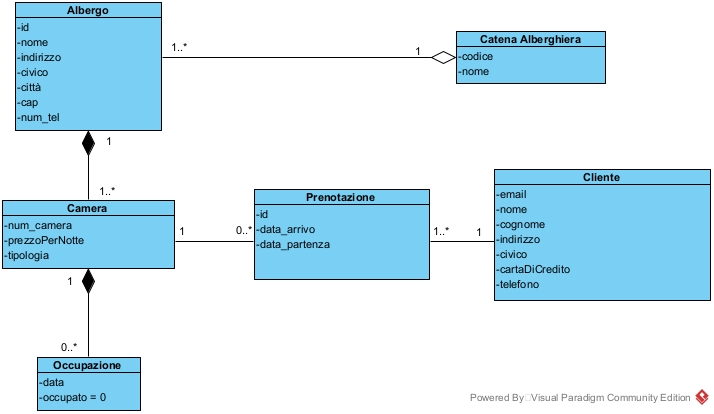 Albergo
-id
-nome
-indirizzo
-civico
-città
-cap
-num_tel
1..*
1
Catena Alberghiera
-codice
-nome
1
1..*
Camera
-num_camera
-prezzoPerNotte
-tipologia
1
0..*
Prenotazione
-id
-data_arrivo
-data_partenza
1..*
1
Cliente
-email
-nome
-cognome
-indirizzo
-civico
-cartaDiCredito
-telefono
1
0..*
Occupazione
-data
-occupato = 0
Powered By Visual Paradigm Community Edition